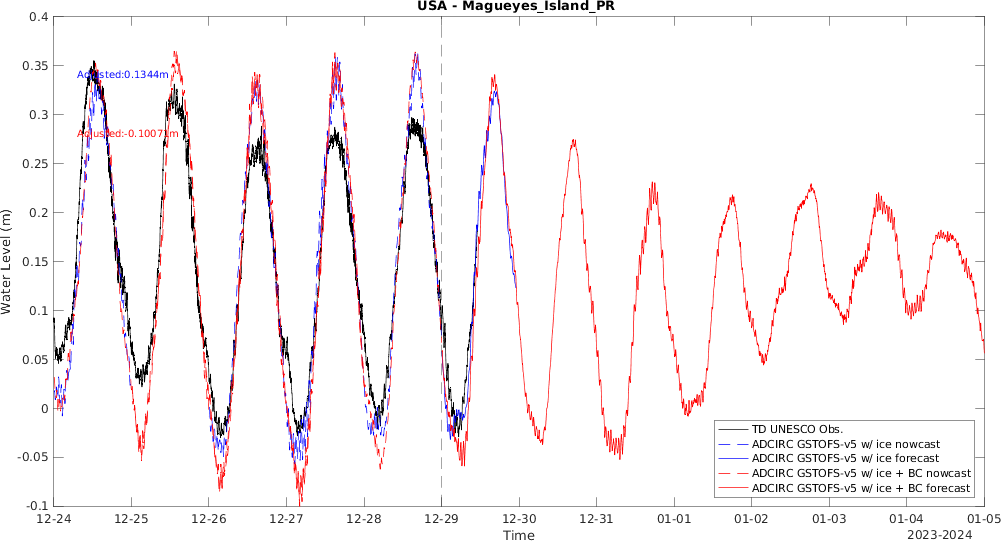 USA - Magueyes_Island_PR
0.4
0.35
0.3
0.25
0.2
0.15
0.1
0.05
0
-0.05
-0.1
Water Level (m)
Adjusted:0.1344m
Adjusted:-0.10071m
TD UNESCO Obs.
ADCIRC GSTOFS-v5 w/ ice nowcast
ADCIRC GSTOFS-v5 w/ ice forecast
ADCIRC GSTOFS-v5 w/ ice + BC nowcast
ADCIRC GSTOFS-v5 w/ ice + BC forecast
12-24 12-25 12-26 12-27 12-28 12-29 12-30 12-31 01-01 01-02 01-03 01-04 01-05
Time
2023-2024